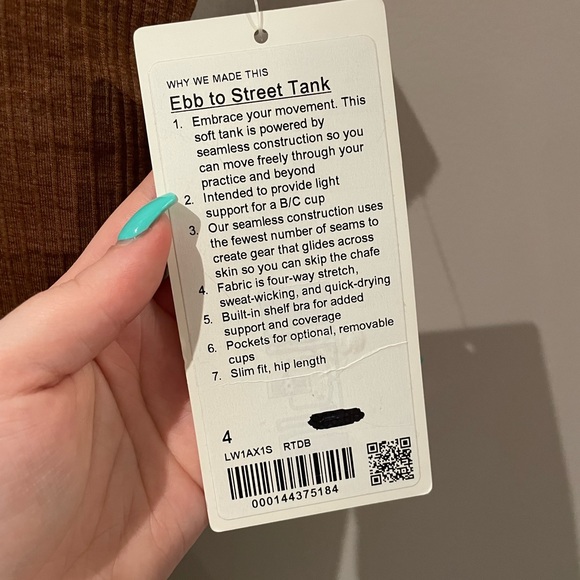 WHY WE MADE THIS
Ebb to Street Tank
1. Embrace your movement. This
soft tank is powered by
seamless construction so you
can move freely through your
practice and beyond
2. Intended to provide light
support for a B/C cup
3. Our seamless construction uses
the fewest number of seams to
create gear that glides across
skin so you can skip the chafe
4. Fabric is four-way stretch,
sweat-wicking, and quick-drying
5. Built-in shelf bra for added
support and coverage
6. Pockets for optional, removable
cups
7. Slim fit, hip length
4
LW1AX1S RTDB
000144375184